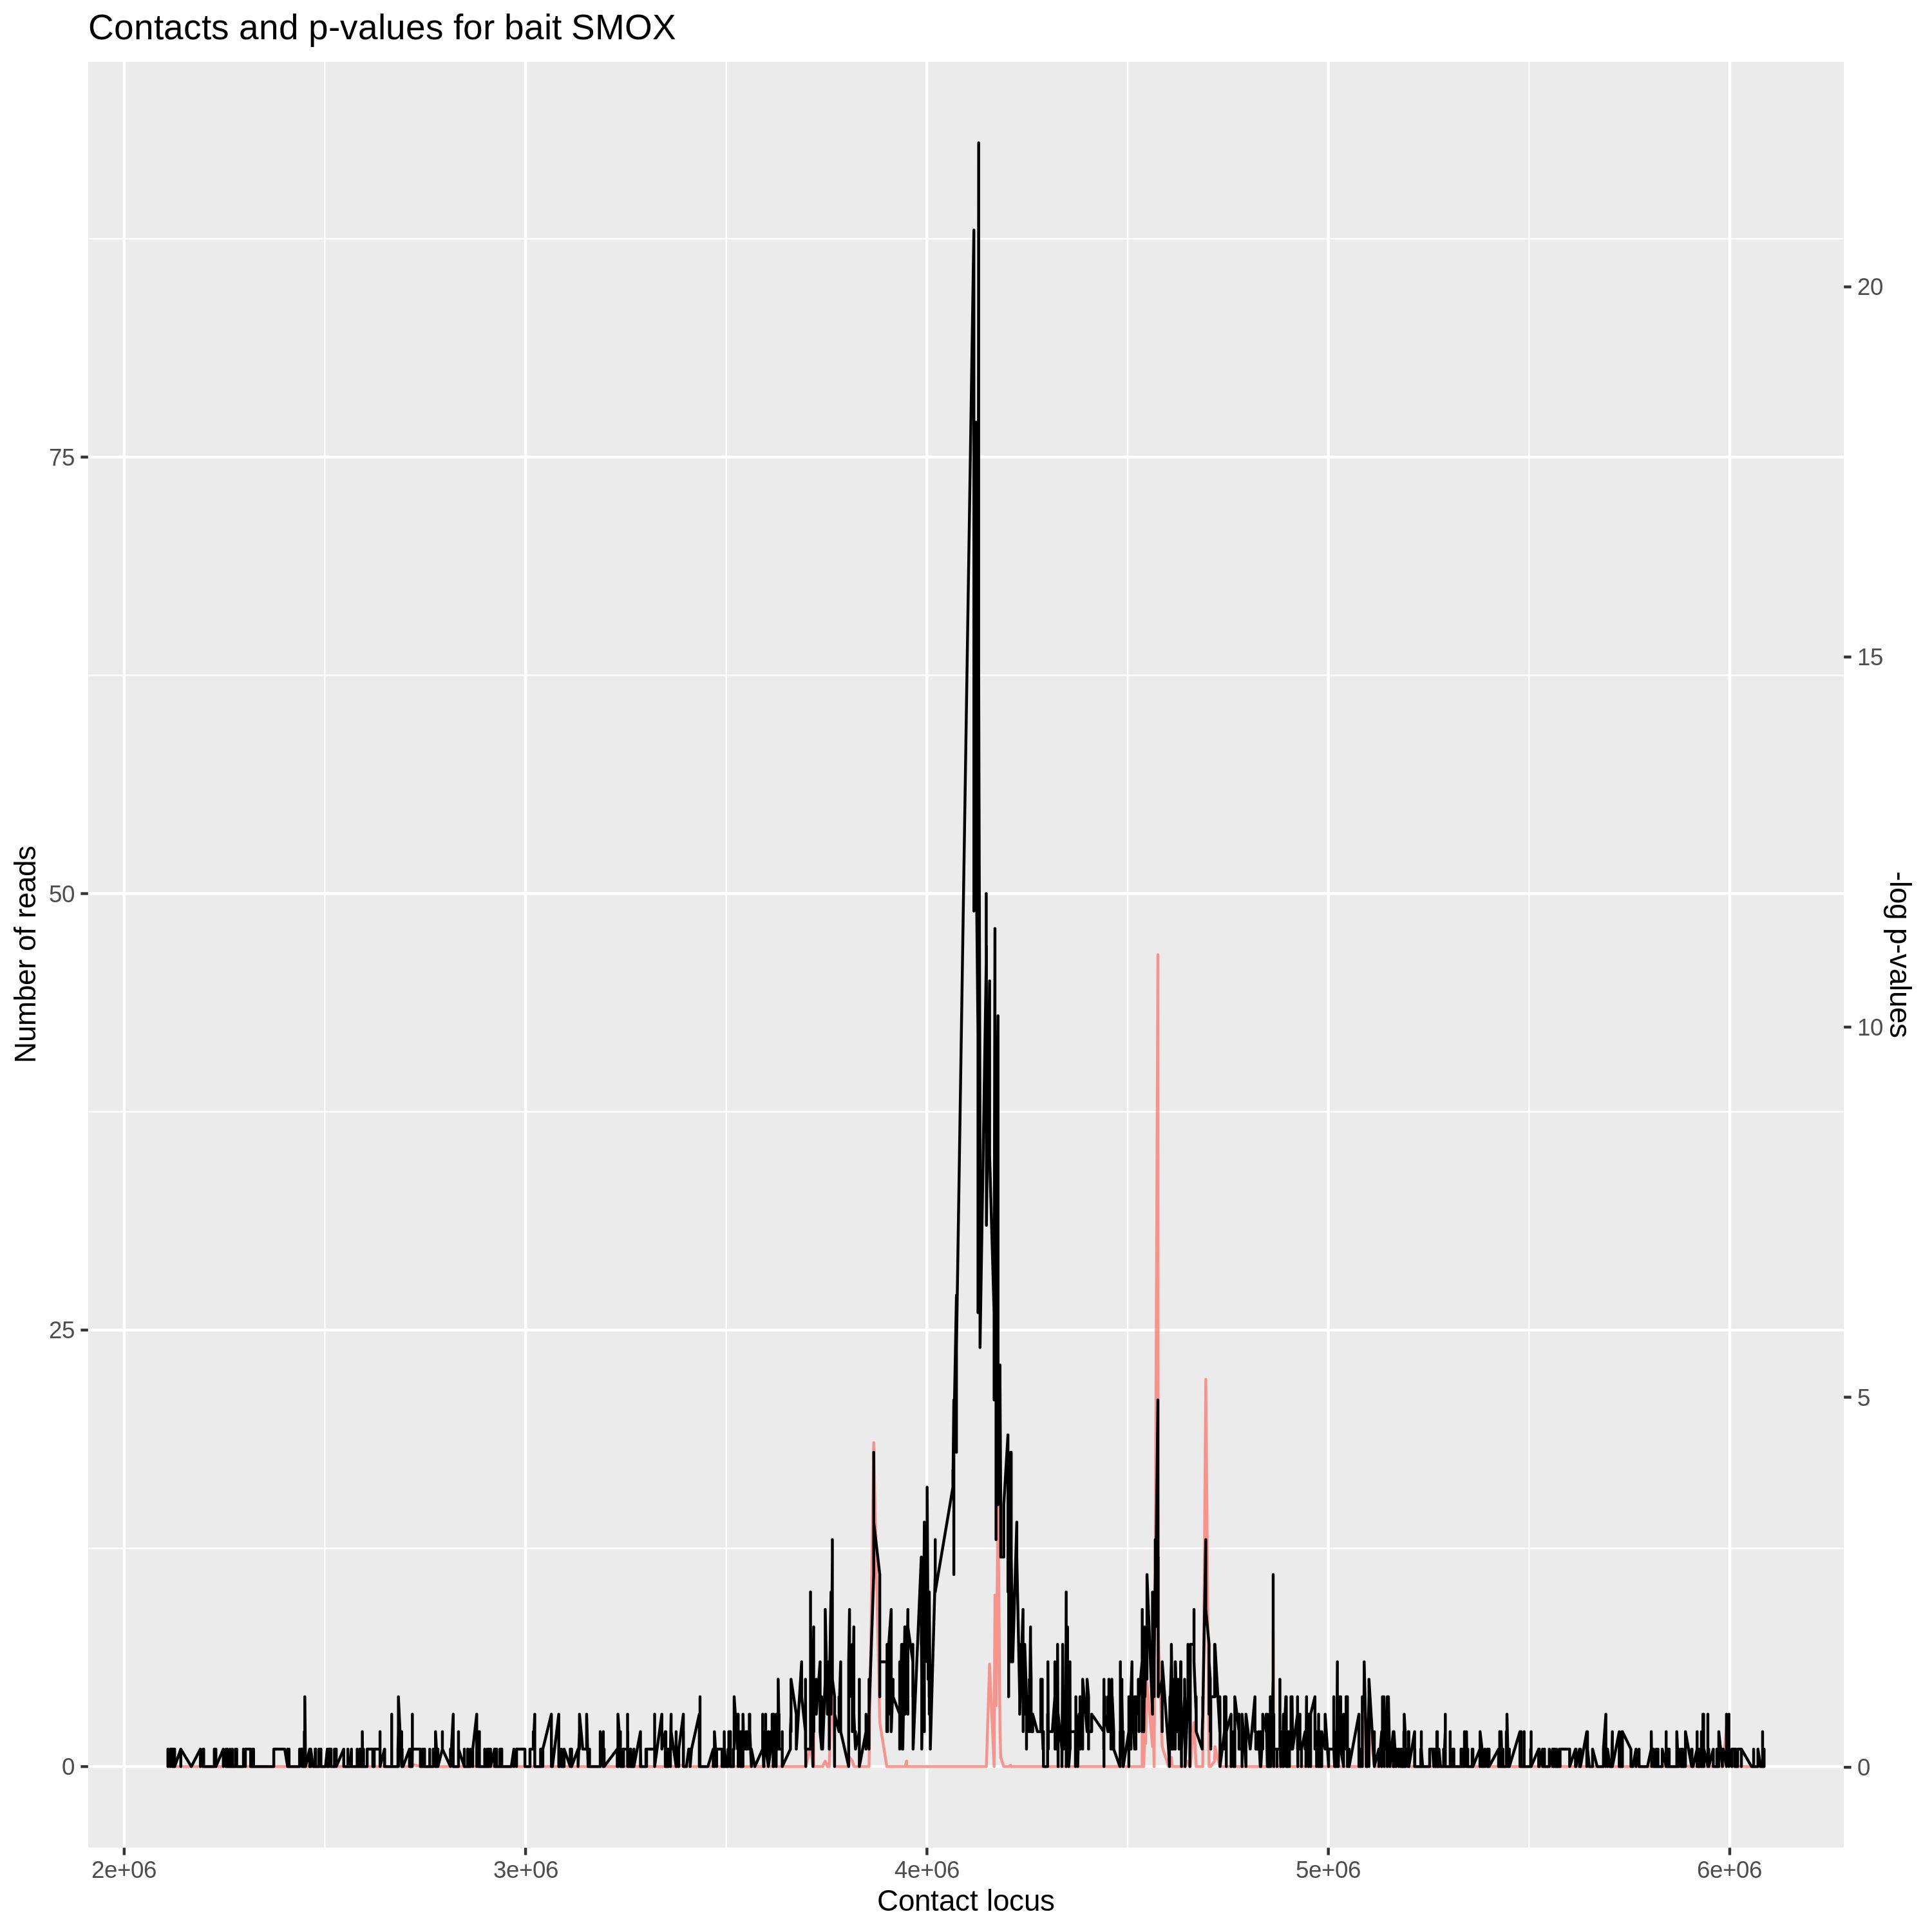 Contacts and p-values for bait SMOX
75
50
25
0
Number of reads
20
15
10
5
0
-log p-values
2e+06 3e+06 4e+06 5e+06 6e+06
Contact locus